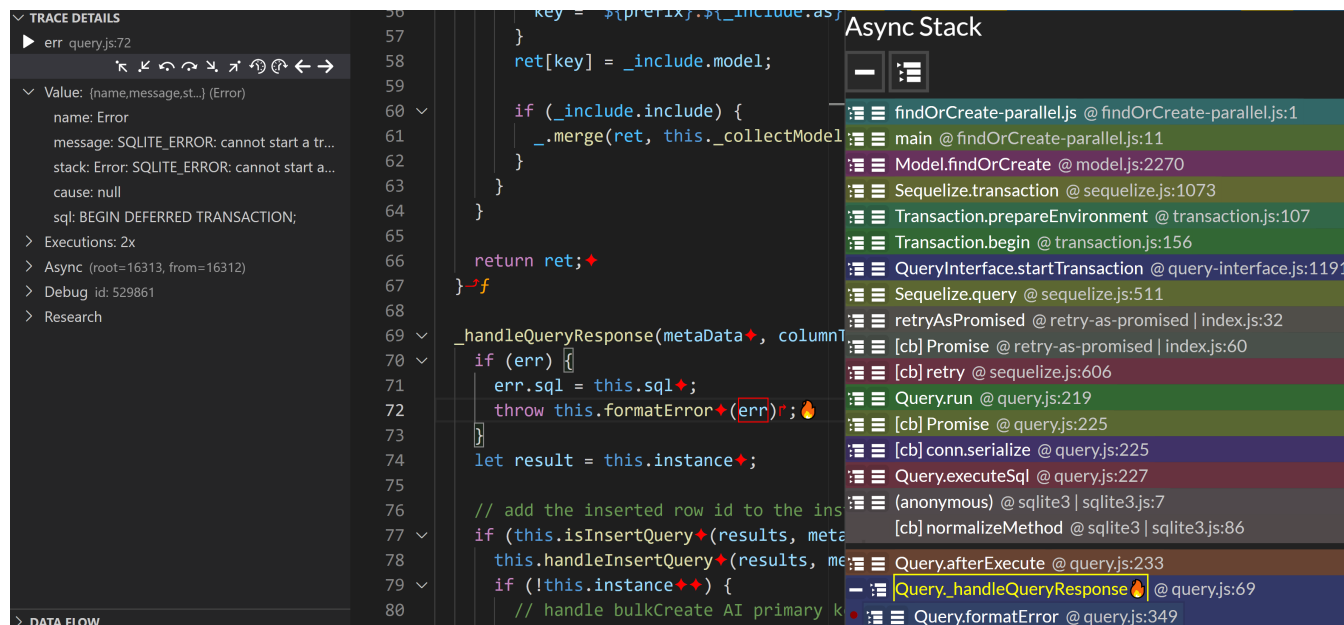 TRACE DETAILS
err query.js:72
Value: {name,message,st...} (Error)
name: Error
message: SQLITE_ERROR: cannot start a tr...
stack: Error: SQLITE_ERROR: cannot start a...
cause: null
sql: BEGIN DEFERRED TRANSACTION;
Executions: 2x
Async (root=16313, from=16312)
Debug id: 529861
Research
DATA FLOW
56 key = `${prefix}.${_include.as}
57 }
58 ret[key] = _include.model;
59
60 if (_include.include) {
61 _.merge(ret, this._collectModel
62 }
63 }
64 }
65
66 return ret;
67 } ƒ
68
69 _handleQueryResponse(metaData, columnT
70 if (err) {
71 err.sql = this.sql;
72 throw this.formatError(err);
73 }
74 let result = this.instance;
75
76 // add the inserted row id to the ins
77 if (this.isInsertQuery(results, meta
78 this.handleInsertQuery(results, me
79 if (!this.instance) {
80 // handle bulkCreate AI primary k
Async Stack
findOrCreate-parallel.js @ findOrCreate-parallel.js:1
main @ findOrCreate-parallel.js:11
Model.findOrCreate @ model.js:2270
Sequelize.transaction @ sequelize.js:1073
Transaction.prepareEnvironment @ transaction.js:107
Transaction.begin @ transaction.js:156
QueryInterface.startTransaction @ query-interface.js:1191
Sequelize.query @ sequelize.js:511
retryAsPromised @ retry-as-promised | index.js:32
[cb] Promise @ retry-as-promised | index.js:60
[cb] retry @ sequelize.js:606
Query.run @ query.js:219
[cb] Promise @ query.js:225
[cb] conn.serialize @ query.js:225
Query.executeSql @ query.js:227
(anonymous) @ sqlite3 | sqlite3.js:7
[cb] normalizeMethod @ sqlite3 | sqlite3.js:86
Query.afterExecute @ query.js:233
Query._handleQueryResponse🔥 @ query.js:69
Query.formatError @ query.js:349